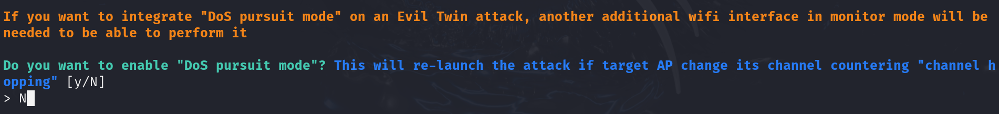 If you want to integrate "DoS pursuit mode" on an Evil Twin attack, another additional wifi interface in monitor mode will be
needed to be able to perform it
Do you want to enable "DoS pursuit mode"? This will re-launch the attack if target AP change its channel countering "channel h
opping" [y/N]
> N